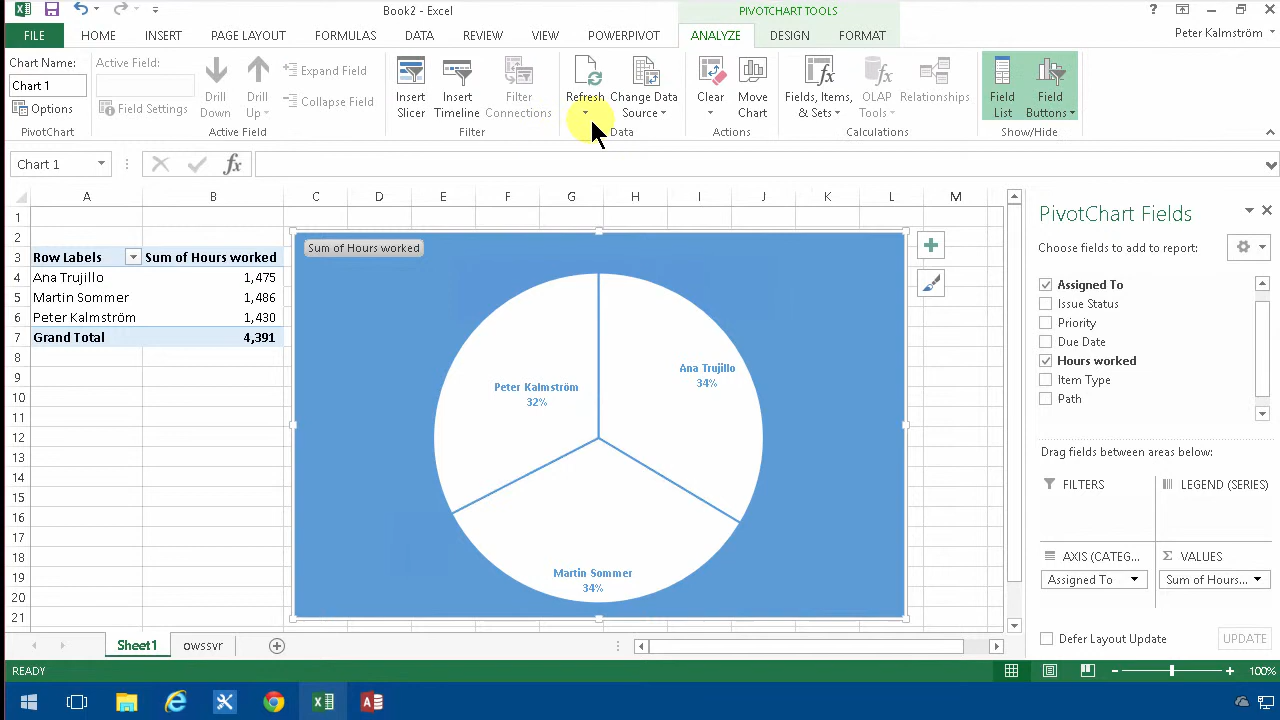 Book2 - Excel
PIVOTCHART TOOLS
?
FILE HOME INSERT PAGE LAYOUT FORMULAS DATA REVIEW VIEW POWERPIVOT ANALYZE DESIGN FORMAT Peter Kalmström
Chart Name:
Chart 1
Options
PivotChart
Active Field:
Field Settings
Drill Down
Drill Up
Expand Field
Collapse Field
Active Field
Insert Slicer
Insert Timeline
Filter Connections
Filter
Refresh
Change Data Source
Data
Clear
Move Chart
Actions
Fields, Items, & Sets
OLAP Tools
Relationships
Calculations
Field List
Field Buttons
Show/Hide
Chart 1
fx
A B C D E F G H I J K L M
1
2
3 Row Labels Sum of Hours worked
4 Ana Trujillo 1,475
5 Martin Sommer 1,486
6 Peter Kalmström 1,430
7 Grand Total 4,391
8
9
10
11
12
13
14
15
16
17
18
19
20
21
Sum of Hours worked
Ana Trujillo
34%
Peter Kalmström
32%
Martin Sommer
34%
PivotChart Fields
Choose fields to add to report:
Assigned To
Issue Status
Priority
Due Date
Hours worked
Item Type
Path
Drag fields between areas below:
FILTERS
LEGEND (SERIES)
AXIS (CATEG...
Σ VALUES
Assigned To
Sum of Hours...
Defer Layout Update
UPDATE
Sheet1 owssvr
READY
100%